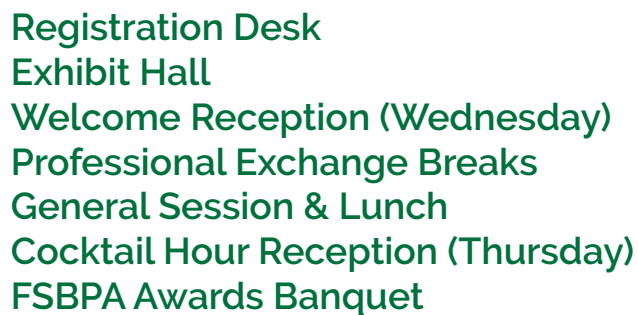 Registration Desk
Exhibit Hall
Welcome Reception (Wednesday)
Professional Exchange Breaks
General Session & Lunch
Cocktail Hour Reception (Thursday)
FSBPA Awards Banquet